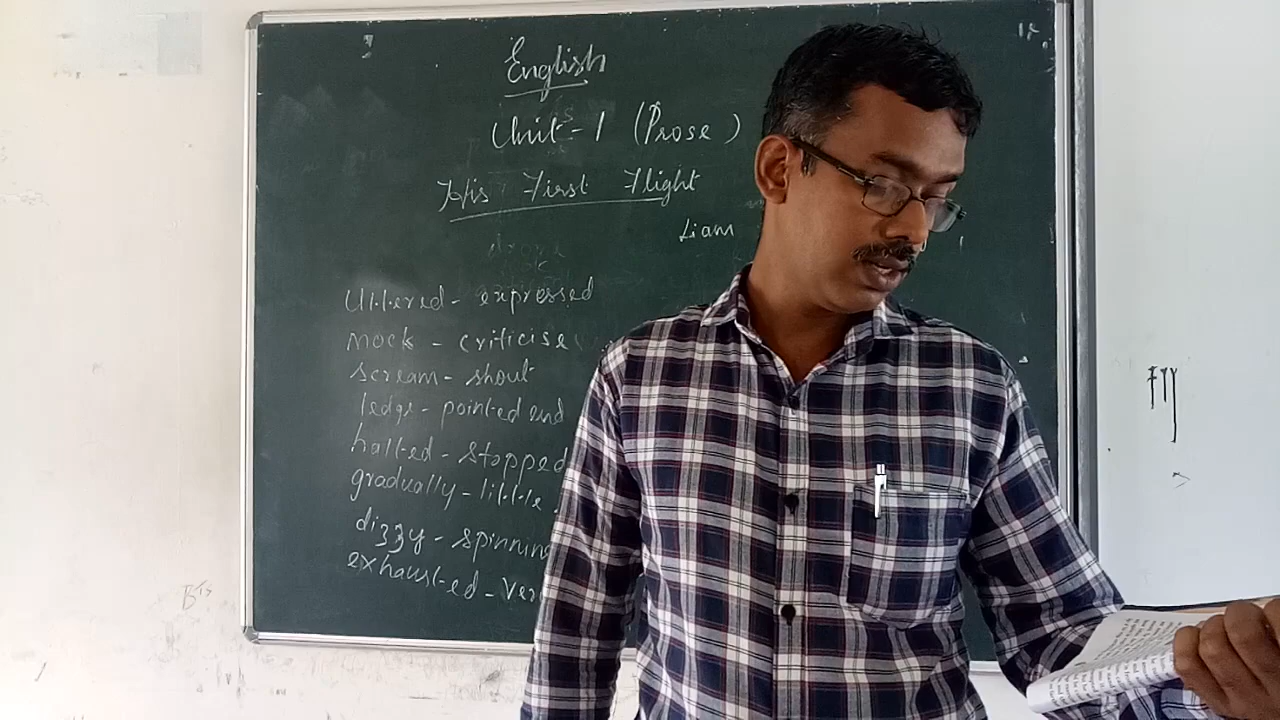 English
Unit-1 (Prose)
His First Flight
Liam
Uttered - expressed
mock - criticise
scream - shout
ledge - pointed end
halted - stopped
gradually - little
dizzy - spinning
exhausted -